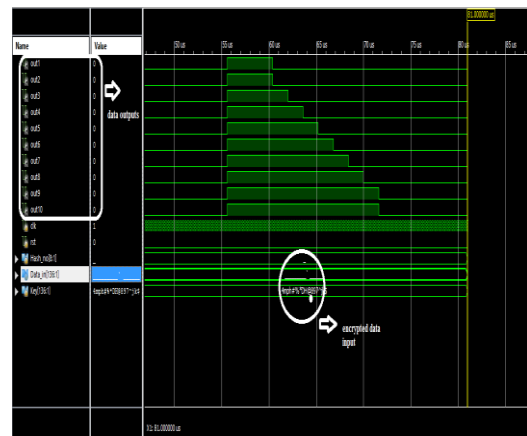 81.000000 us
Name Value 50 us 55 us 60 us 65 us 70 us 75 us 80 us 85 us
out1 0
out2 0
out3 0
out4 0
out5 0
out6 0
out7 0
out8 0
out9 0
out10 0
data outputs
clk 1
rst 0
Hash_no[8:1]
Data_in[136:1]
Key[136:1]
encrypted data
input
X1: 81.000000 us